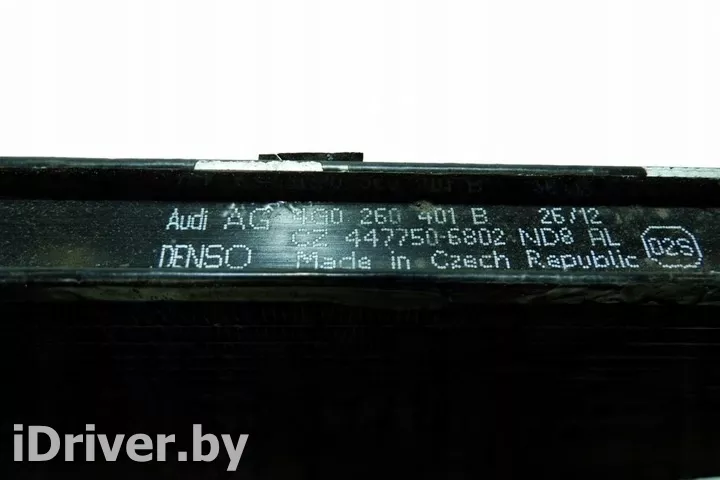 Audi AG 4G0 260 401 B 26/12
CZ 447750-6802 ND8 AL
DENSO Made in Czech Republic
02S
iDriver.by